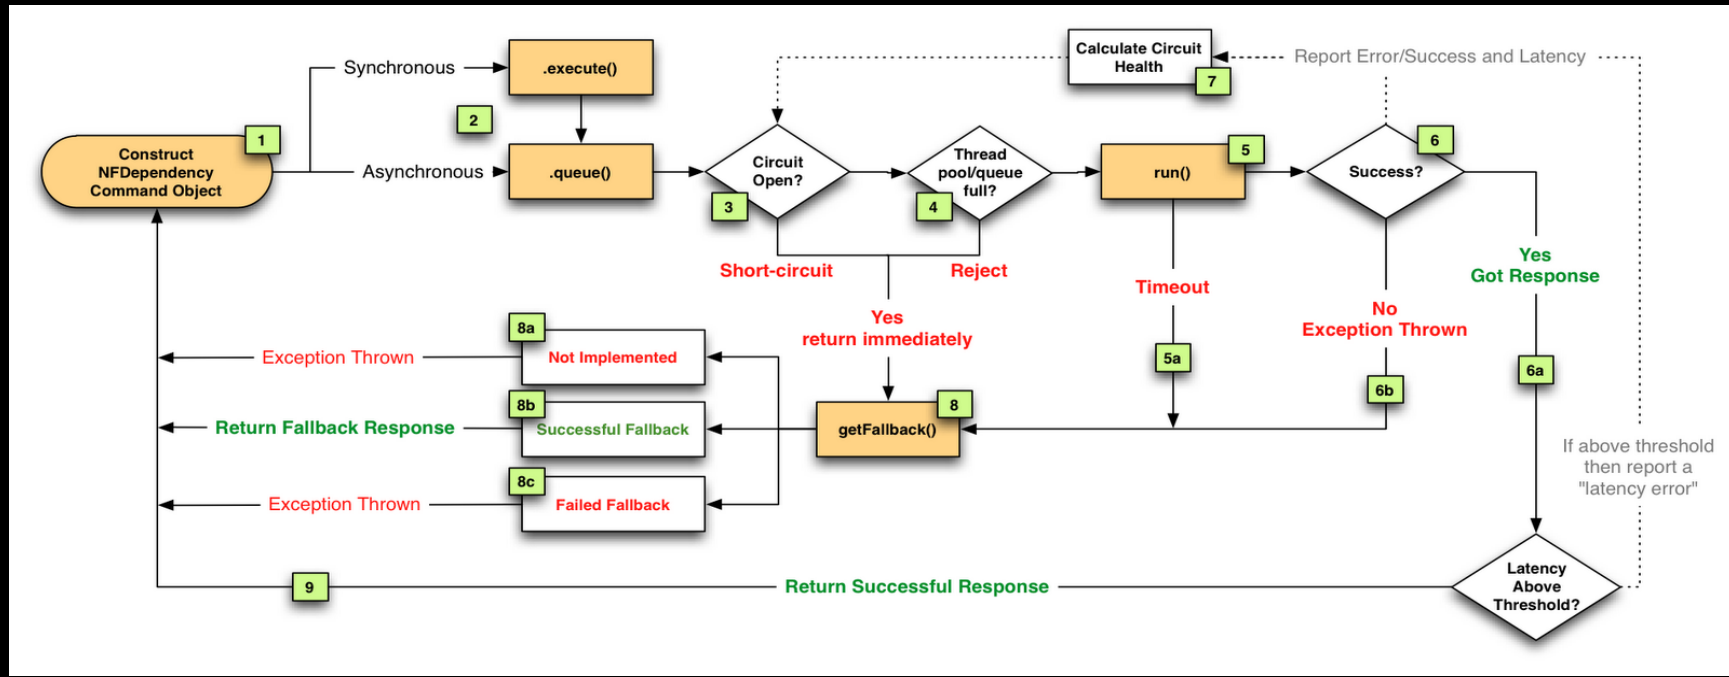 Construct
NFDependency
Command Object
1
Synchronous
Asynchronous
2
.execute()
.queue()
Circuit
Open?
3
Thread
pool/queue
full?
4
run()
5
Success?
6
Calculate Circuit
Health
7
Report Error/Success and Latency
Short-circuit
Reject
Yes
return immediately
Timeout
5a
No
Exception Thrown
6b
Yes
Got Response
6a
getFallback()
8
8a
Not Implemented
Exception Thrown
8b
Successful Fallback
Return Fallback Response
8c
Failed Fallback
Exception Thrown
If above threshold
then report a
"latency error"
Latency
Above
Threshold?
Return Successful Response
9